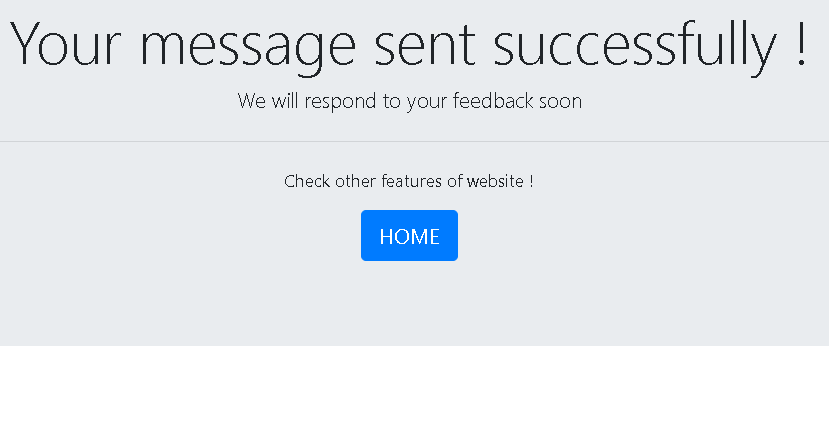 Your message sent successfully !
We will respond to your feedback soon
Check other features of website !
HOME